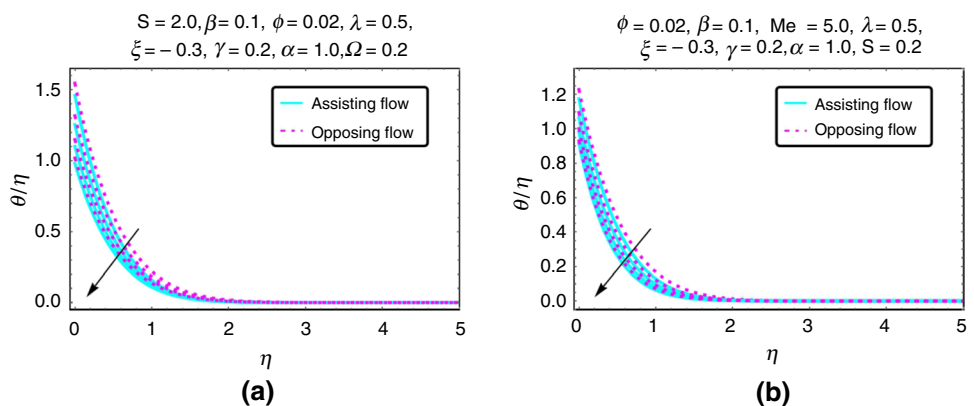 S = 2.0, β = 0.1, ϕ = 0.02, λ = 0.5,
ξ = – 0.3, γ = 0.2, α = 1.0, Ω = 0.2
Assisting flow
Opposing flow
θ/η
1.5
1.0
0.5
0.0
0 1 2 3 4 5
η
(a)
ϕ = 0.02, β = 0.1, Me = 5.0, λ = 0.5,
ξ = – 0.3, γ = 0.2, α = 1.0, S = 0.2
Assisting flow
Opposing flow
θ/η
1.2
1.0
0.8
0.6
0.4
0.2
0.0
0 1 2 3 4 5
η
(b)